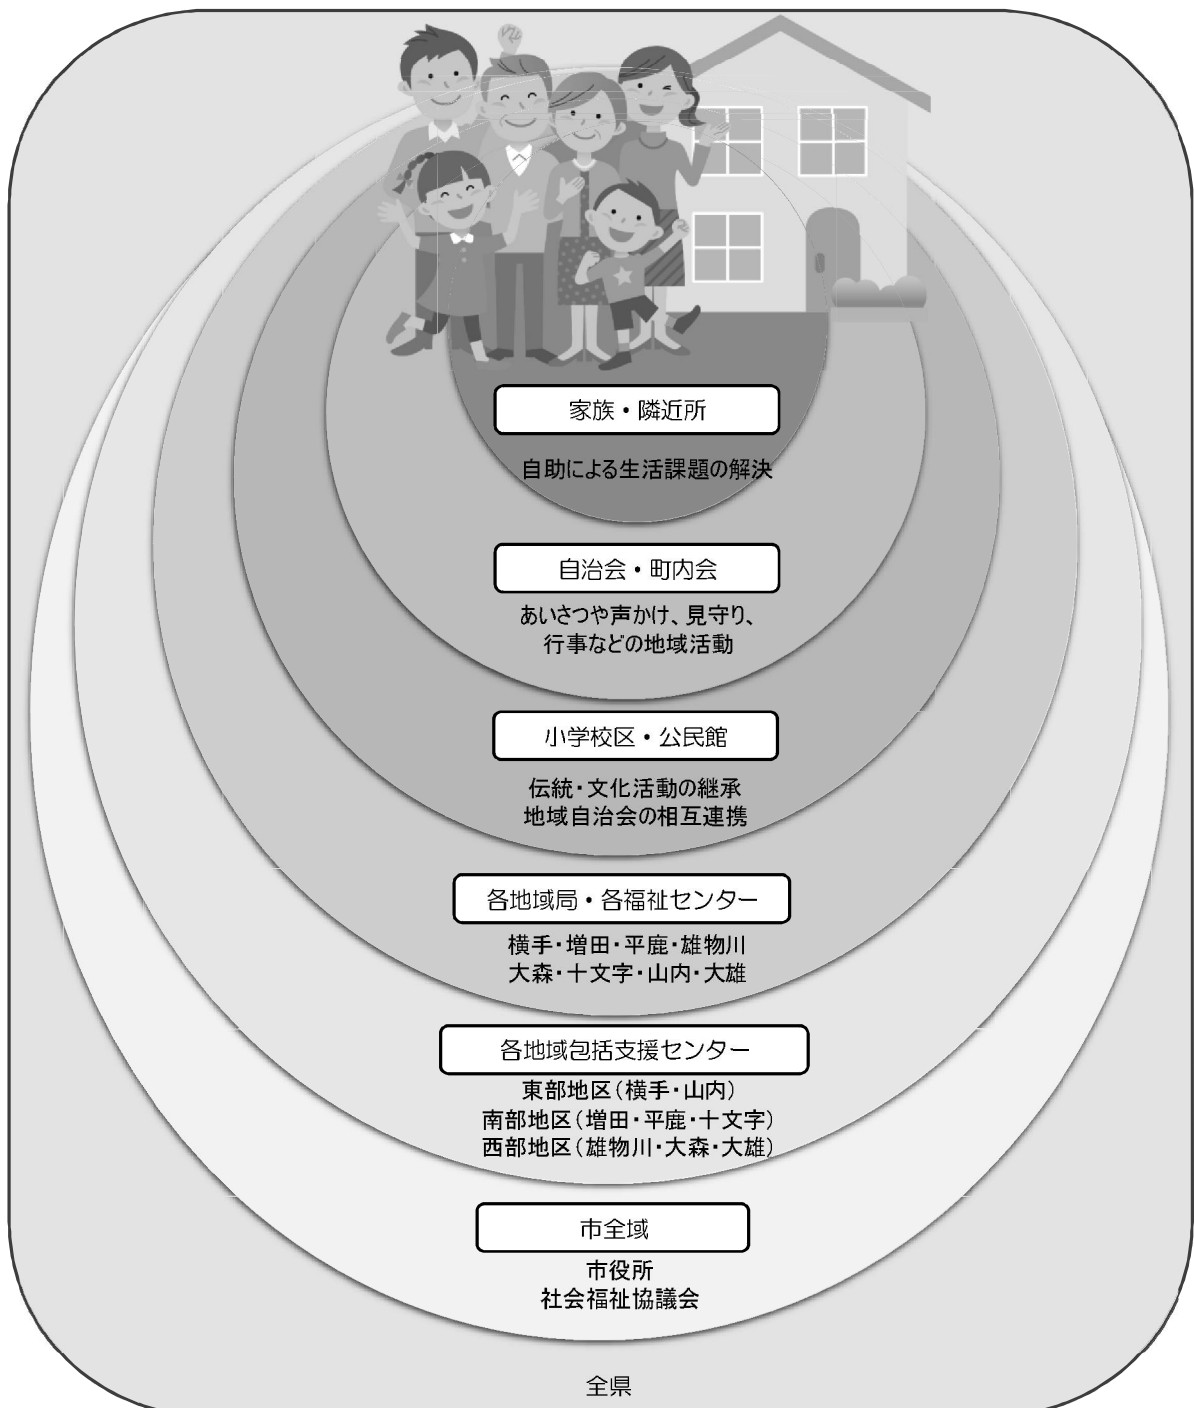 家族・隣近所
自助による生活課題の解決
自治会・町内会
あいさつや声かけ、見守り、
行事などの地域活動
小学校区・公民館
伝統・文化活動の継承
地域自治会の相互連携
各地域局・各福祉センター
横手・増田・平鹿・雄物川
大森・十文字・山内・大雄
各地域包括支援センター
東部地区（横手・山内）
南部地区（増田・平鹿・十文字）
西部地区（雄物川・大森・大雄）
市全域
市役所
社会福祉協議会
全県